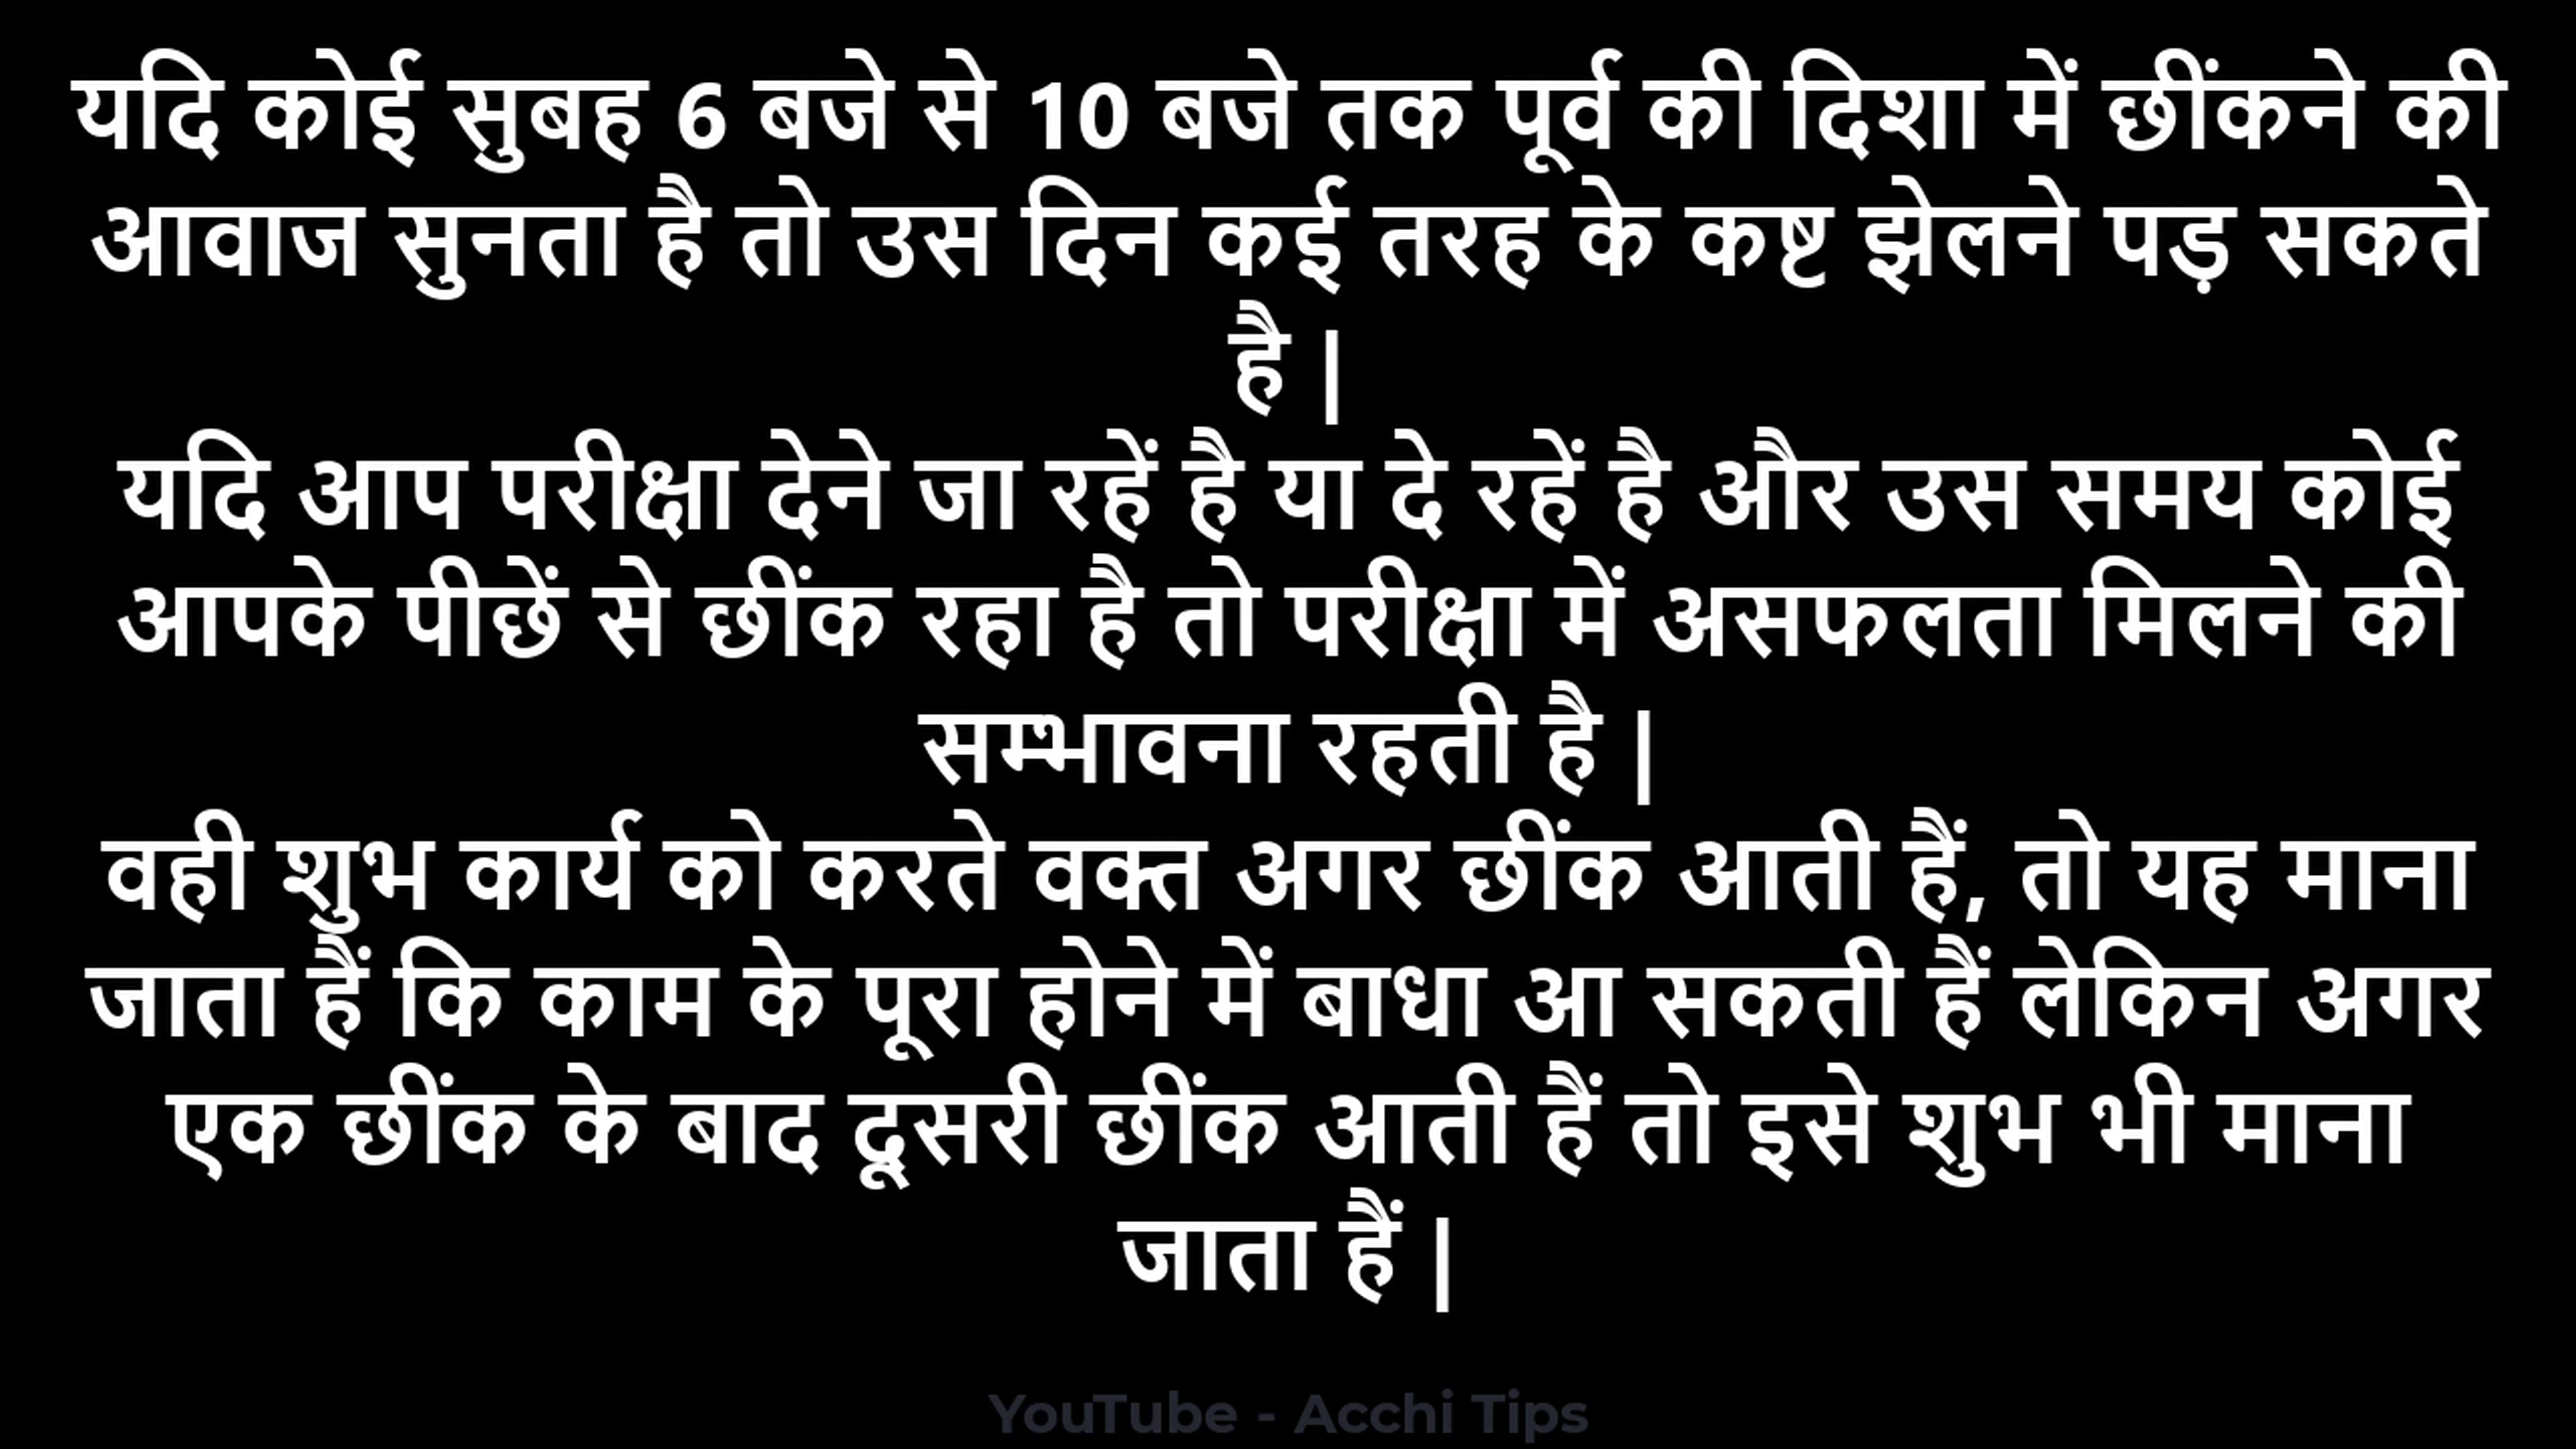 यदि कोई सुबह 6 बजे से 10 बजे तक पूर्व की दिशा में छींकने की
आवाज सुनता है तो उस दिन कई तरह के कष्ट झेलने पड़ सकते
है |
यदि आप परीक्षा देने जा रहें है या दे रहें है और उस समय कोई
आपके पीछें से छींक रहा है तो परीक्षा में असफलता मिलने की
सम्भावना रहती है |
वही शुभ कार्य को करते वक्त अगर छींक आती हैं, तो यह माना
जाता हैं कि काम के पूरा होने में बाधा आ सकती हैं लेकिन अगर
एक छींक के बाद दूसरी छींक आती हैं तो इसे शुभ भी माना
जाता हैं |
YouTube - Acchi Tips